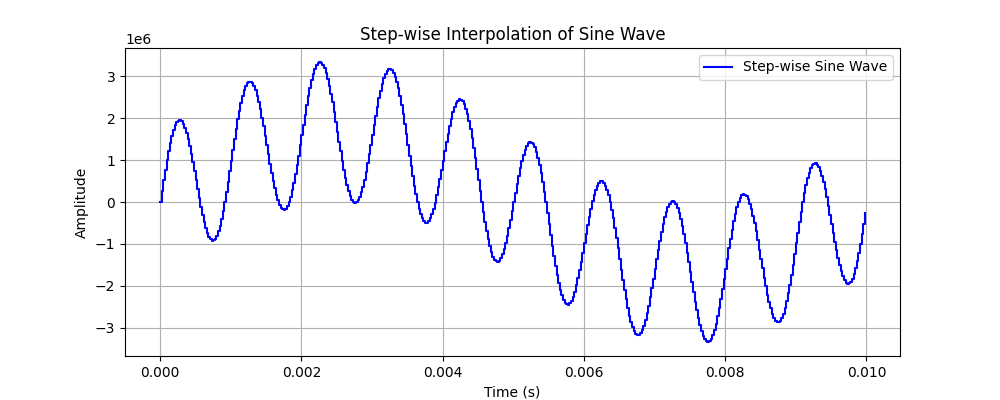 Step-wise Interpolation of Sine Wave
1e6
Step-wise Sine Wave
3
2
1
0
−1
−2
−3
Amplitude
0.000 0.002 0.004 0.006 0.008 0.010
Time (s)